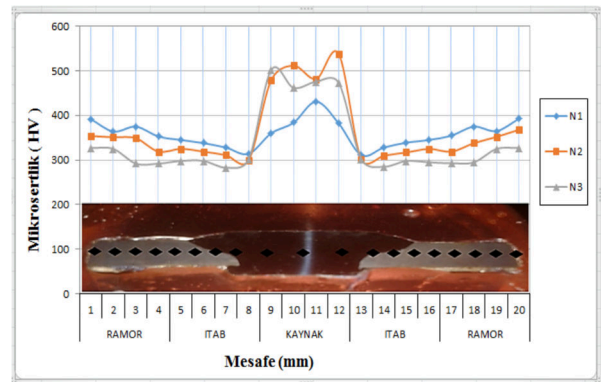 600
500
400
300
200
100
0
Mikrosertlik ( HV )
N1
N2
N3
1 2 3 4 5 6 7 8 9 10 11 12 13 14 15 16 17 18 19 20
RAMOR ITAB KAYNAK ITAB RAMOR
Mesafe (mm)